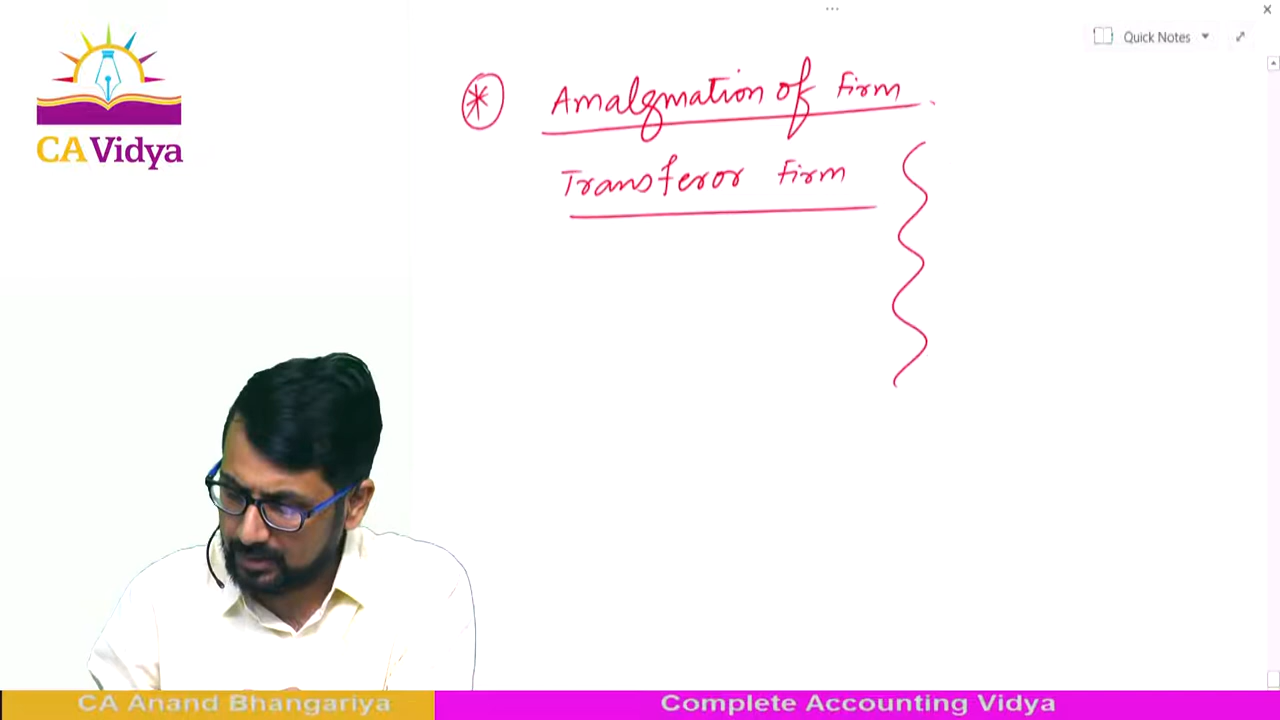 CA Vidya
...
Quick Notes
* Amalgmation of Firm.
Transferor Firm
CA Anand Bhangariya
Complete Accounting Vidya